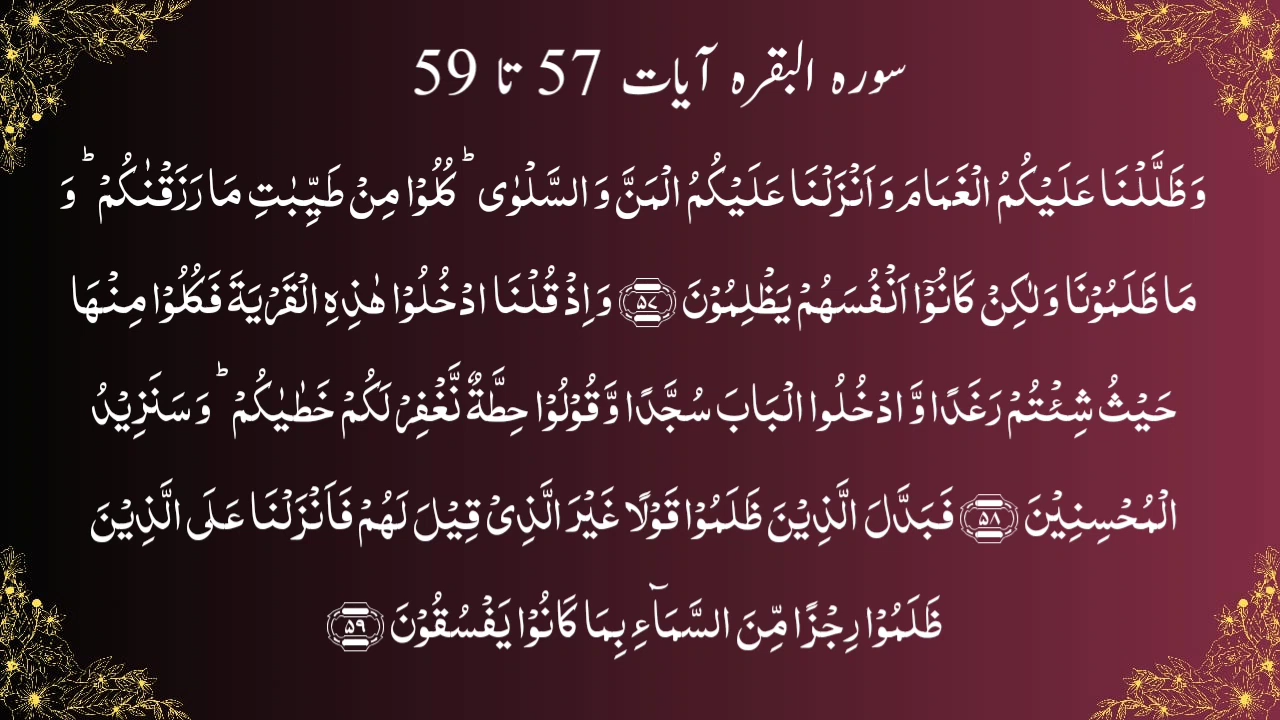 سورہ البقرہ آیات 57 تا 59
وَ ظَلَّلْنَا عَلَیْكُمُ الْغَمَامَ وَ اَنْزَلْنَا عَلَیْكُمُ الْمَنَّ وَ السَّلْوٰى ؕ كُلُوْا مِنْ طَیِّبٰتِ مَا رَزَقْنٰكُمْ ؕ وَ
مَا ظَلَمُوْنَا وَ لٰكِنْ كَانُوْۤا اَنْفُسَهُمْ یَظْلِمُوْنَ ﴿۵۷﴾ وَ اِذْ قُلْنَا ادْخُلُوْا هٰذِهِ الْقَرْیَةَ فَكُلُوْا مِنْهَا
حَیْثُ شِئْتُمْ رَغَدًا وَّ ادْخُلُوا الْبَابَ سُجَّدًا وَّ قُوْلُوْا حِطَّةٌ نَّغْفِرْ لَكُمْ خَطٰیٰكُمْ ؕ وَ سَنَزِیْدُ
الْمُحْسِنِیْنَ ﴿۵۸﴾ فَبَدَّلَ الَّذِیْنَ ظَلَمُوْا قَوْلًا غَیْرَ الَّذِیْ قِیْلَ لَهُمْ فَاَنْزَلْنَا عَلَى الَّذِیْنَ
ظَلَمُوْا رِجْزًا مِّنَ السَّمَآءِ بِمَا كَانُوْا یَفْسُقُوْنَ ﴿۵۹﴾